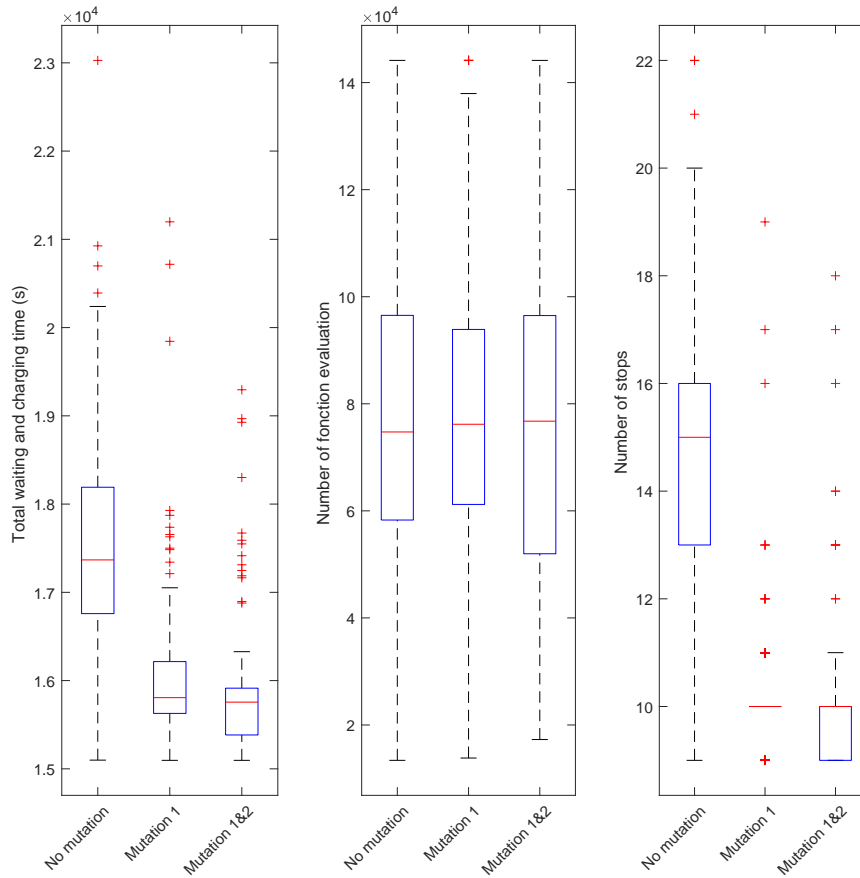 ×10⁴
2.3
2.2
2.1
2
1.9
1.8
1.7
1.6
1.5
Total waiting and charging time (s)
No mutation
Mutation 1
Mutation 1&2
×10⁴
14
12
10
8
6
4
2
Number of fonction evaluation
No mutation
Mutation 1
Mutation 1&2
22
20
18
16
14
12
10
Number of stops
No mutation
Mutation 1
Mutation 1&2